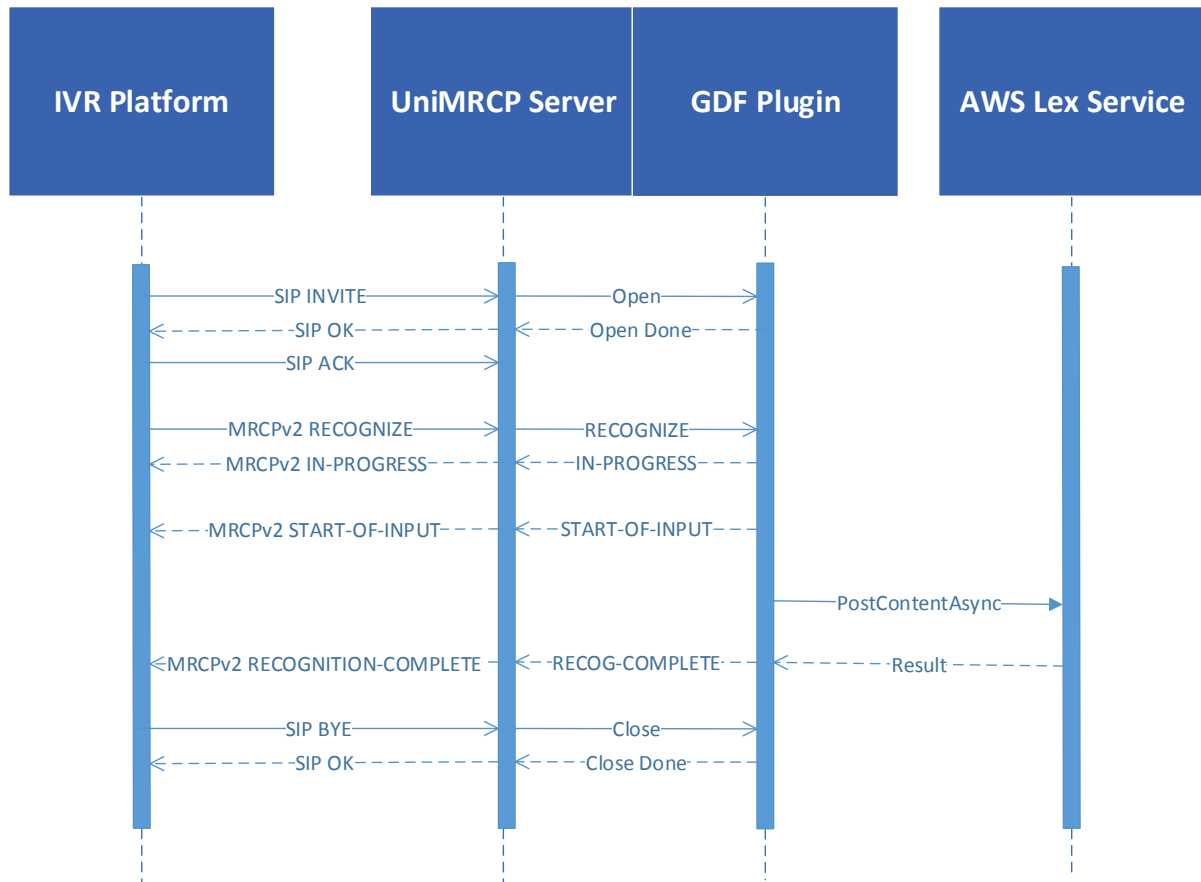 IVR Platform
UniMRCP Server
GDF Plugin
AWS Lex Service
SIP INVITE
Open
SIP OK
Open Done
SIP ACK
MRCPv2 RECOGNIZE
RECOGNIZE
MRCPv2 IN-PROGRESS
IN-PROGRESS
MRCPv2 START-OF-INPUT
START-OF-INPUT
PostContentAsync
MRCPv2 RECOGNITION-COMPLETE
RECOG-COMPLETE
Result
SIP BYE
Close
SIP OK
Close Done